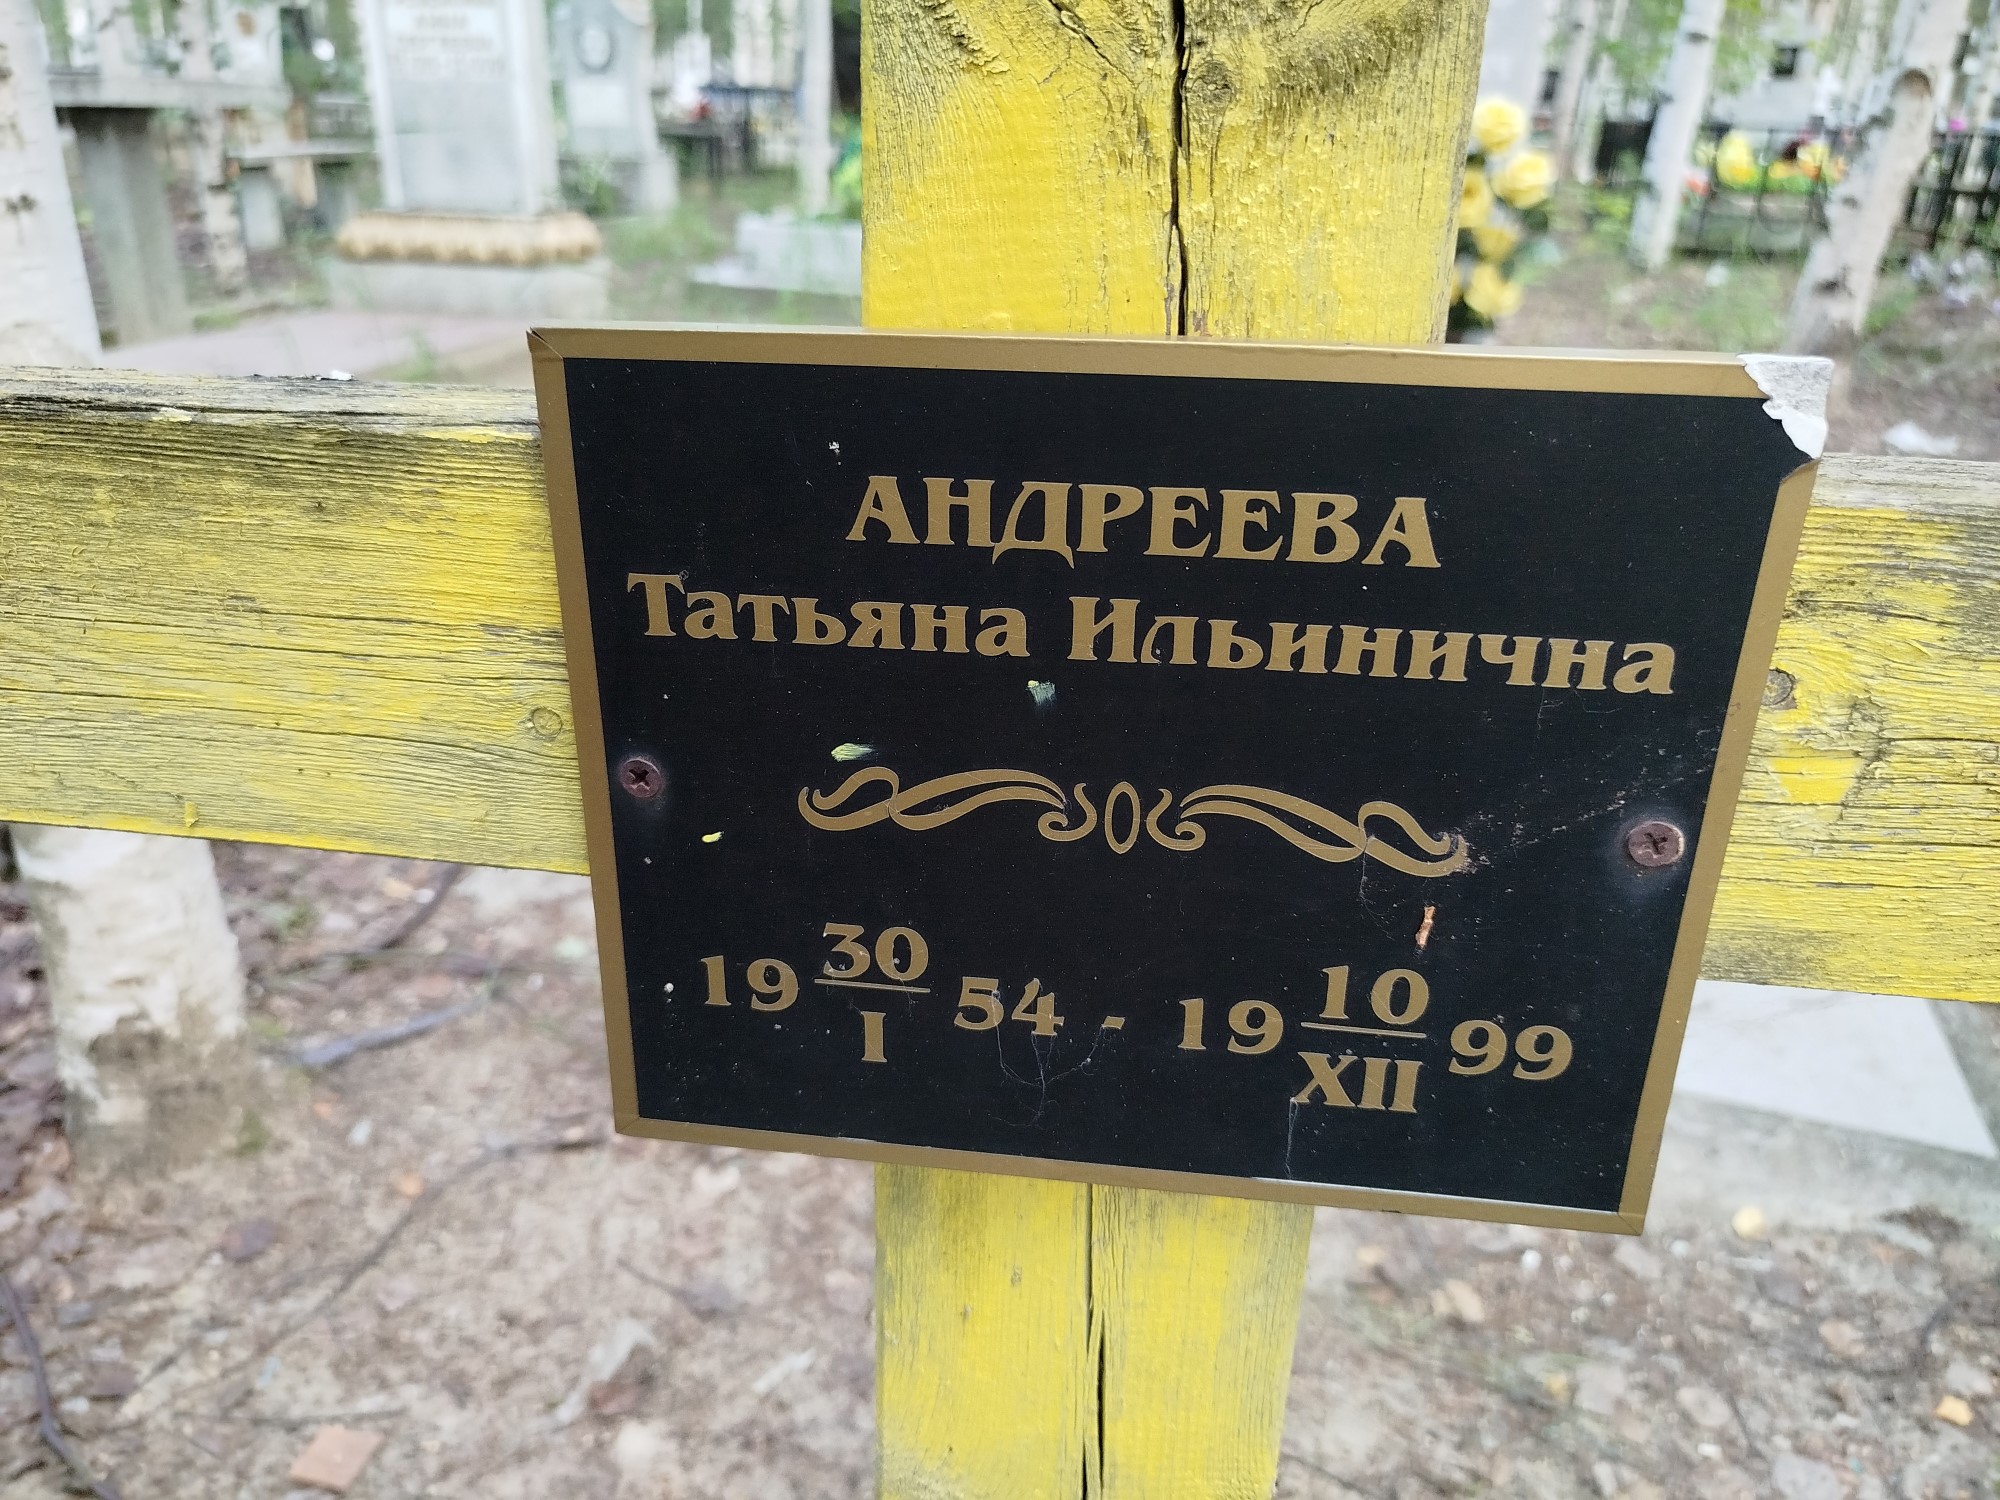 АНДРЕЕВА
Татьяна Ильинична
19 30/I 54 - 19 10/XII 99